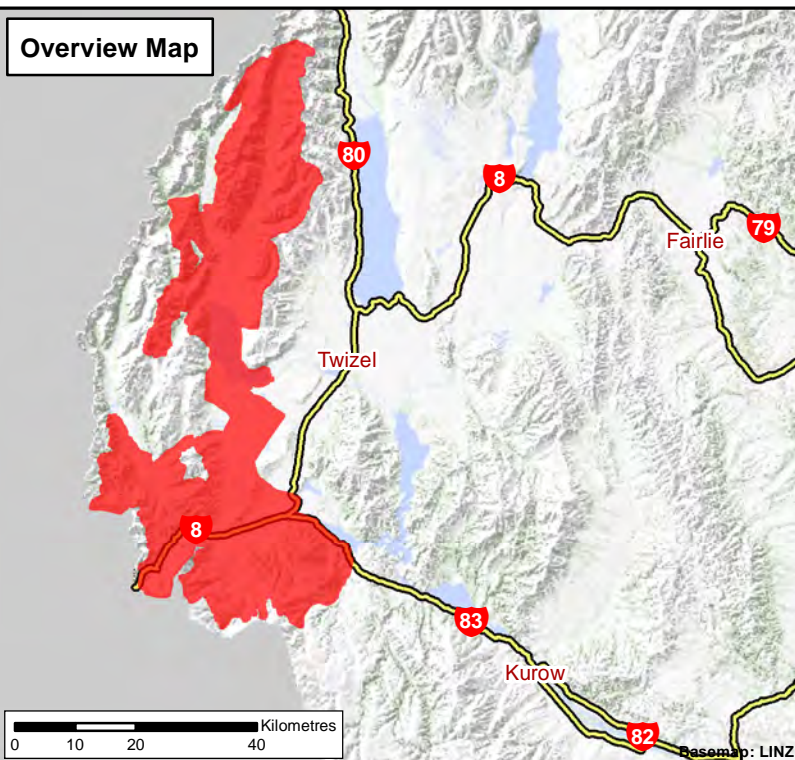 Overview Map
80
8
79
Fairlie
Twizel
8
83
Kurow
82
Kilometres
0 10 20 40
Basemap: LINZ